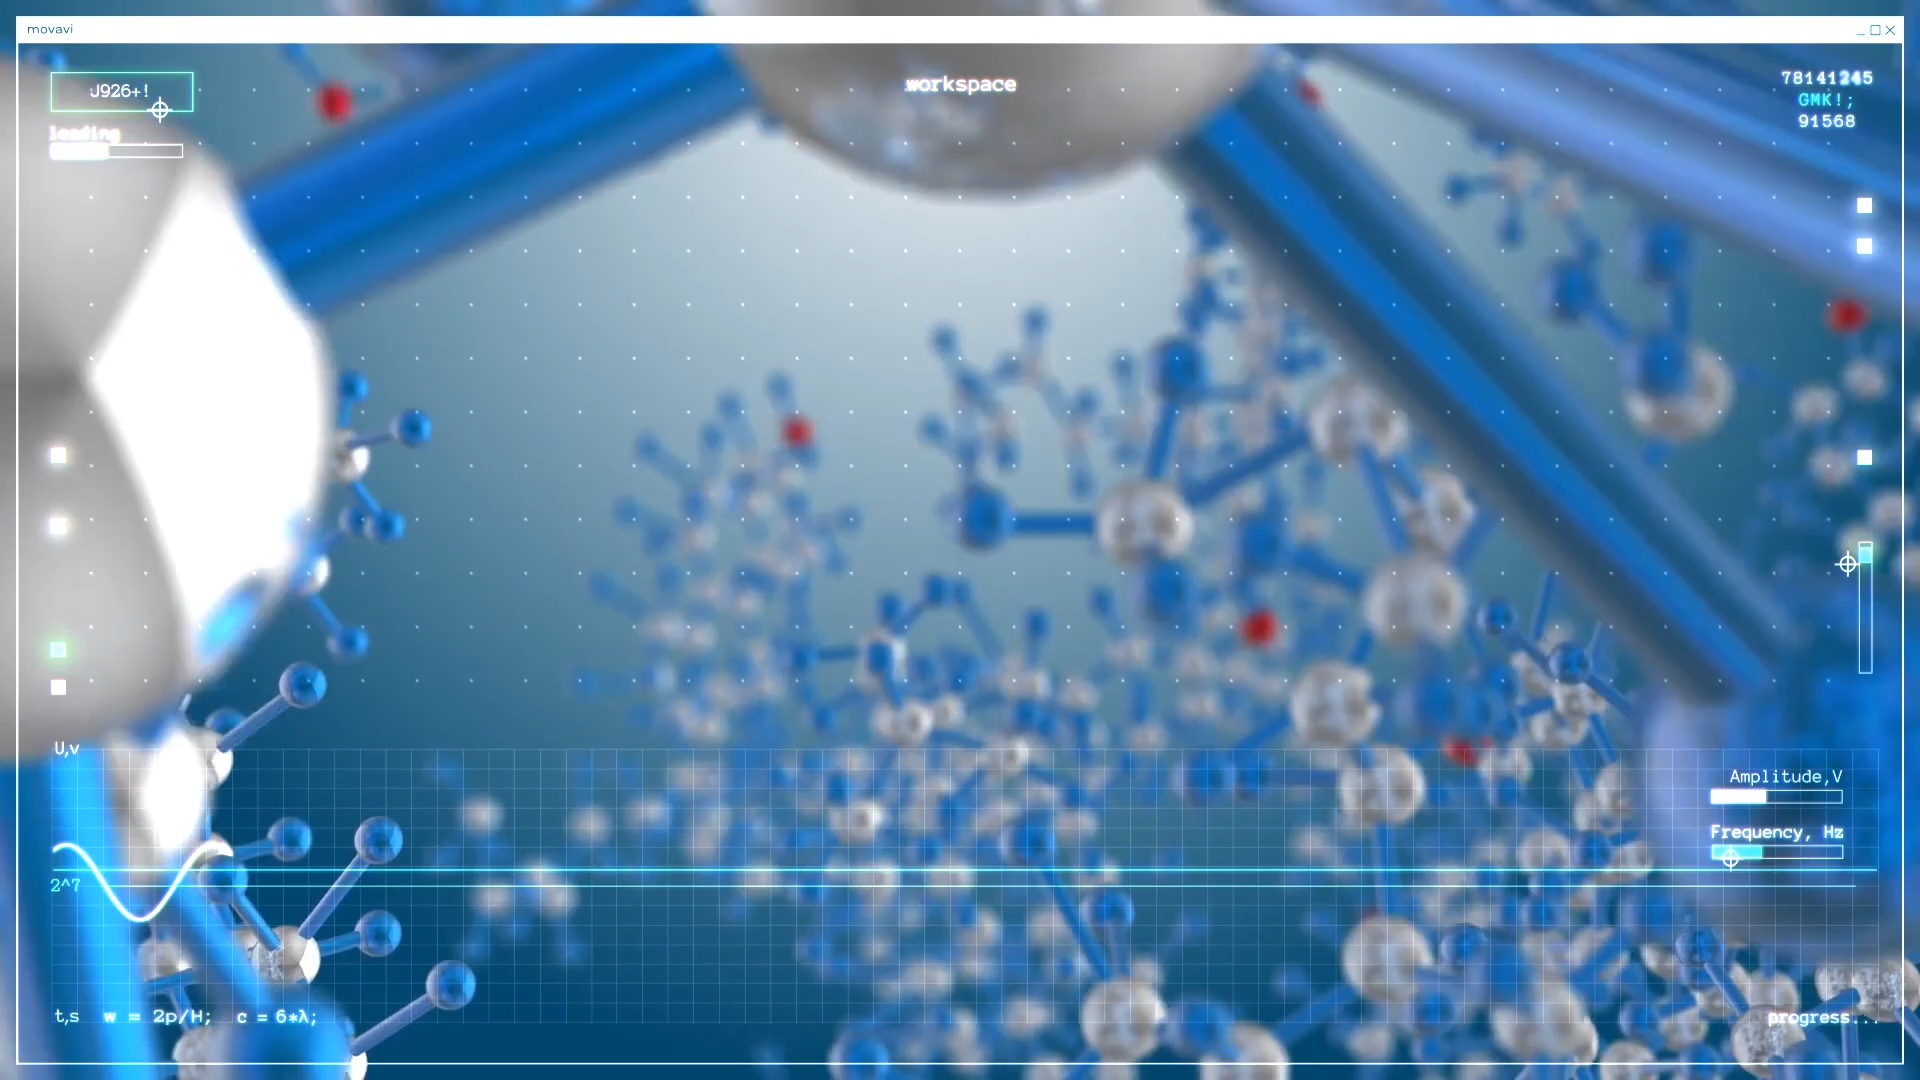 movavi
J926+!
loading
workspace
78141245
GMK!;
91568
U,v
2^7
Amplitude,V
Frequency, Hz
t,s w = 2p/H; c = 6*λ;
progress...